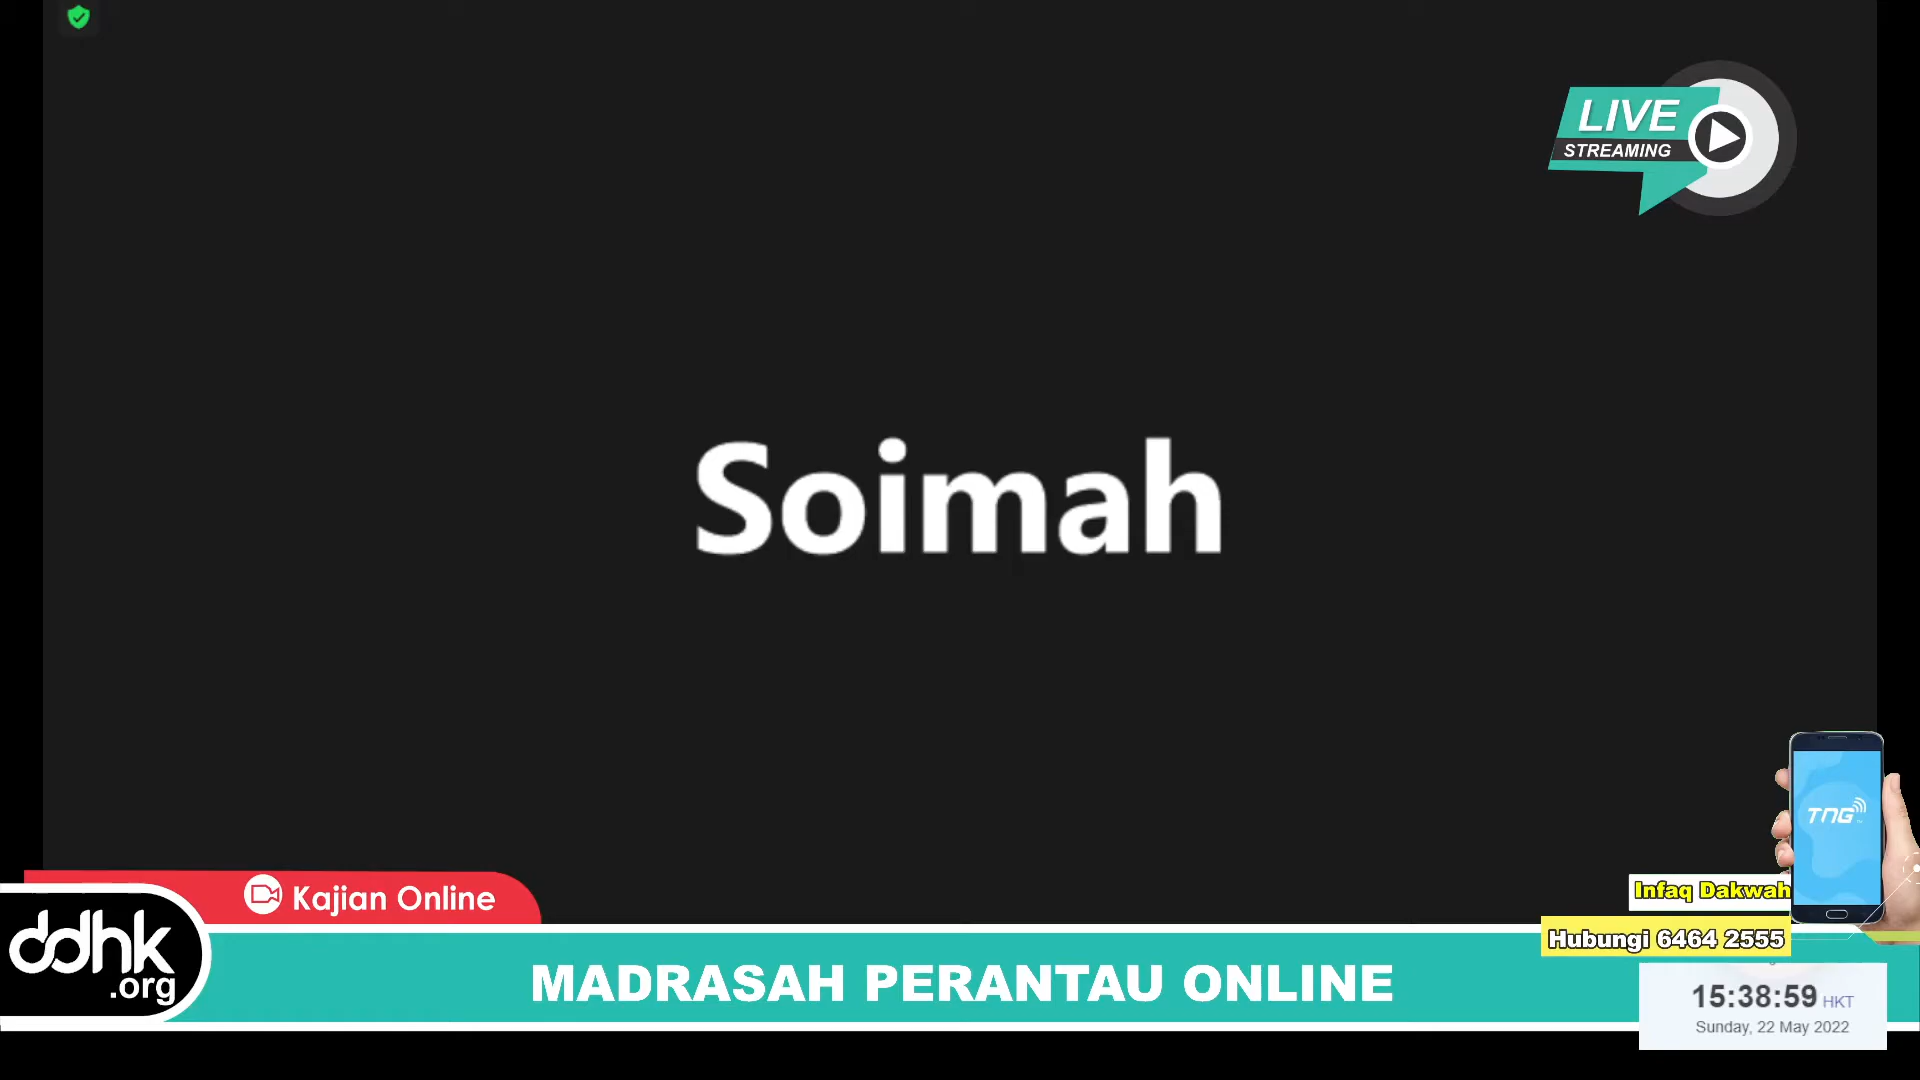 LIVE
STREAMING
Soimah
TNG
Kajian Online
Infaq Dakwah
ddhk
.org
Hubungi 6464 2555
MADRASAH PERANTAU ONLINE
15:38:59 HKT
Sunday, 22 May 2022